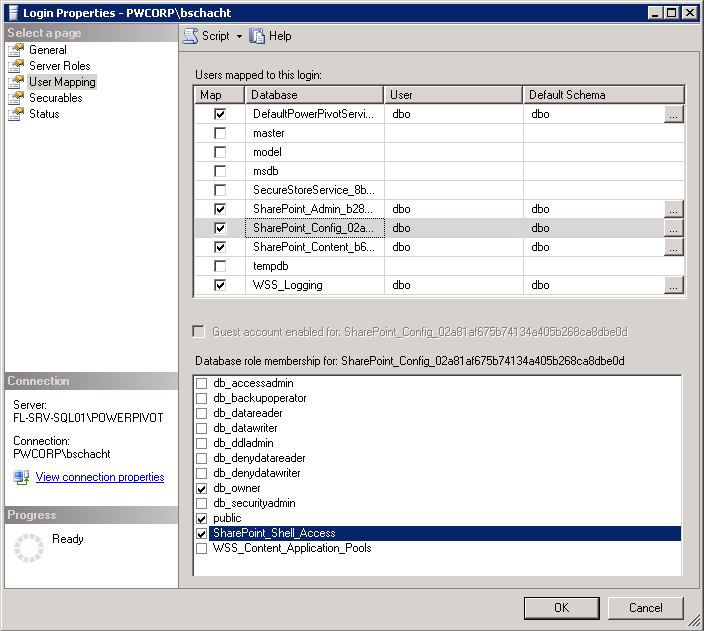 Login Properties - PWCORP\bschacht
Select a page
General
Server Roles
User Mapping
Securables
Status
Script Help
Users mapped to this login:
Map Database User Default Schema
DefaultPowerPivotServi... dbo dbo ...
master
model
msdb
SecureStoreService_8b...
SharePoint_Admin_b28... dbo dbo ...
SharePoint_Config_02a... dbo dbo ...
SharePoint_Content_b6... dbo dbo ...
tempdb
WSS_Logging dbo dbo ...
Guest account enabled for: SharePoint_Config_02a81af675b74134a405b268ca8dbe0d
Database role membership for: SharePoint_Config_02a81af675b74134a405b268ca8dbe0d
db_accessadmin
db_backupoperator
db_datareader
db_datawriter
db_ddladmin
db_denydatareader
db_denydatawriter
db_owner
db_securityadmin
public
SharePoint_Shell_Access
WSS_Content_Application_Pools
Connection
Server:
FL-SRV-SQL01\POWERPIVOT
Connection:
PWCORP\bschacht
View connection properties
Progress
Ready
OK Cancel